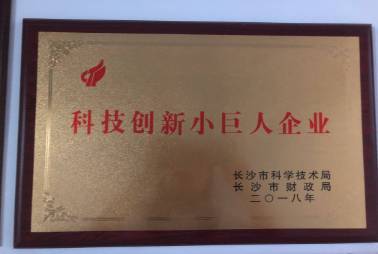 科技创新小巨人企业
长沙市科学技术局
长沙市财政局
二〇一八年